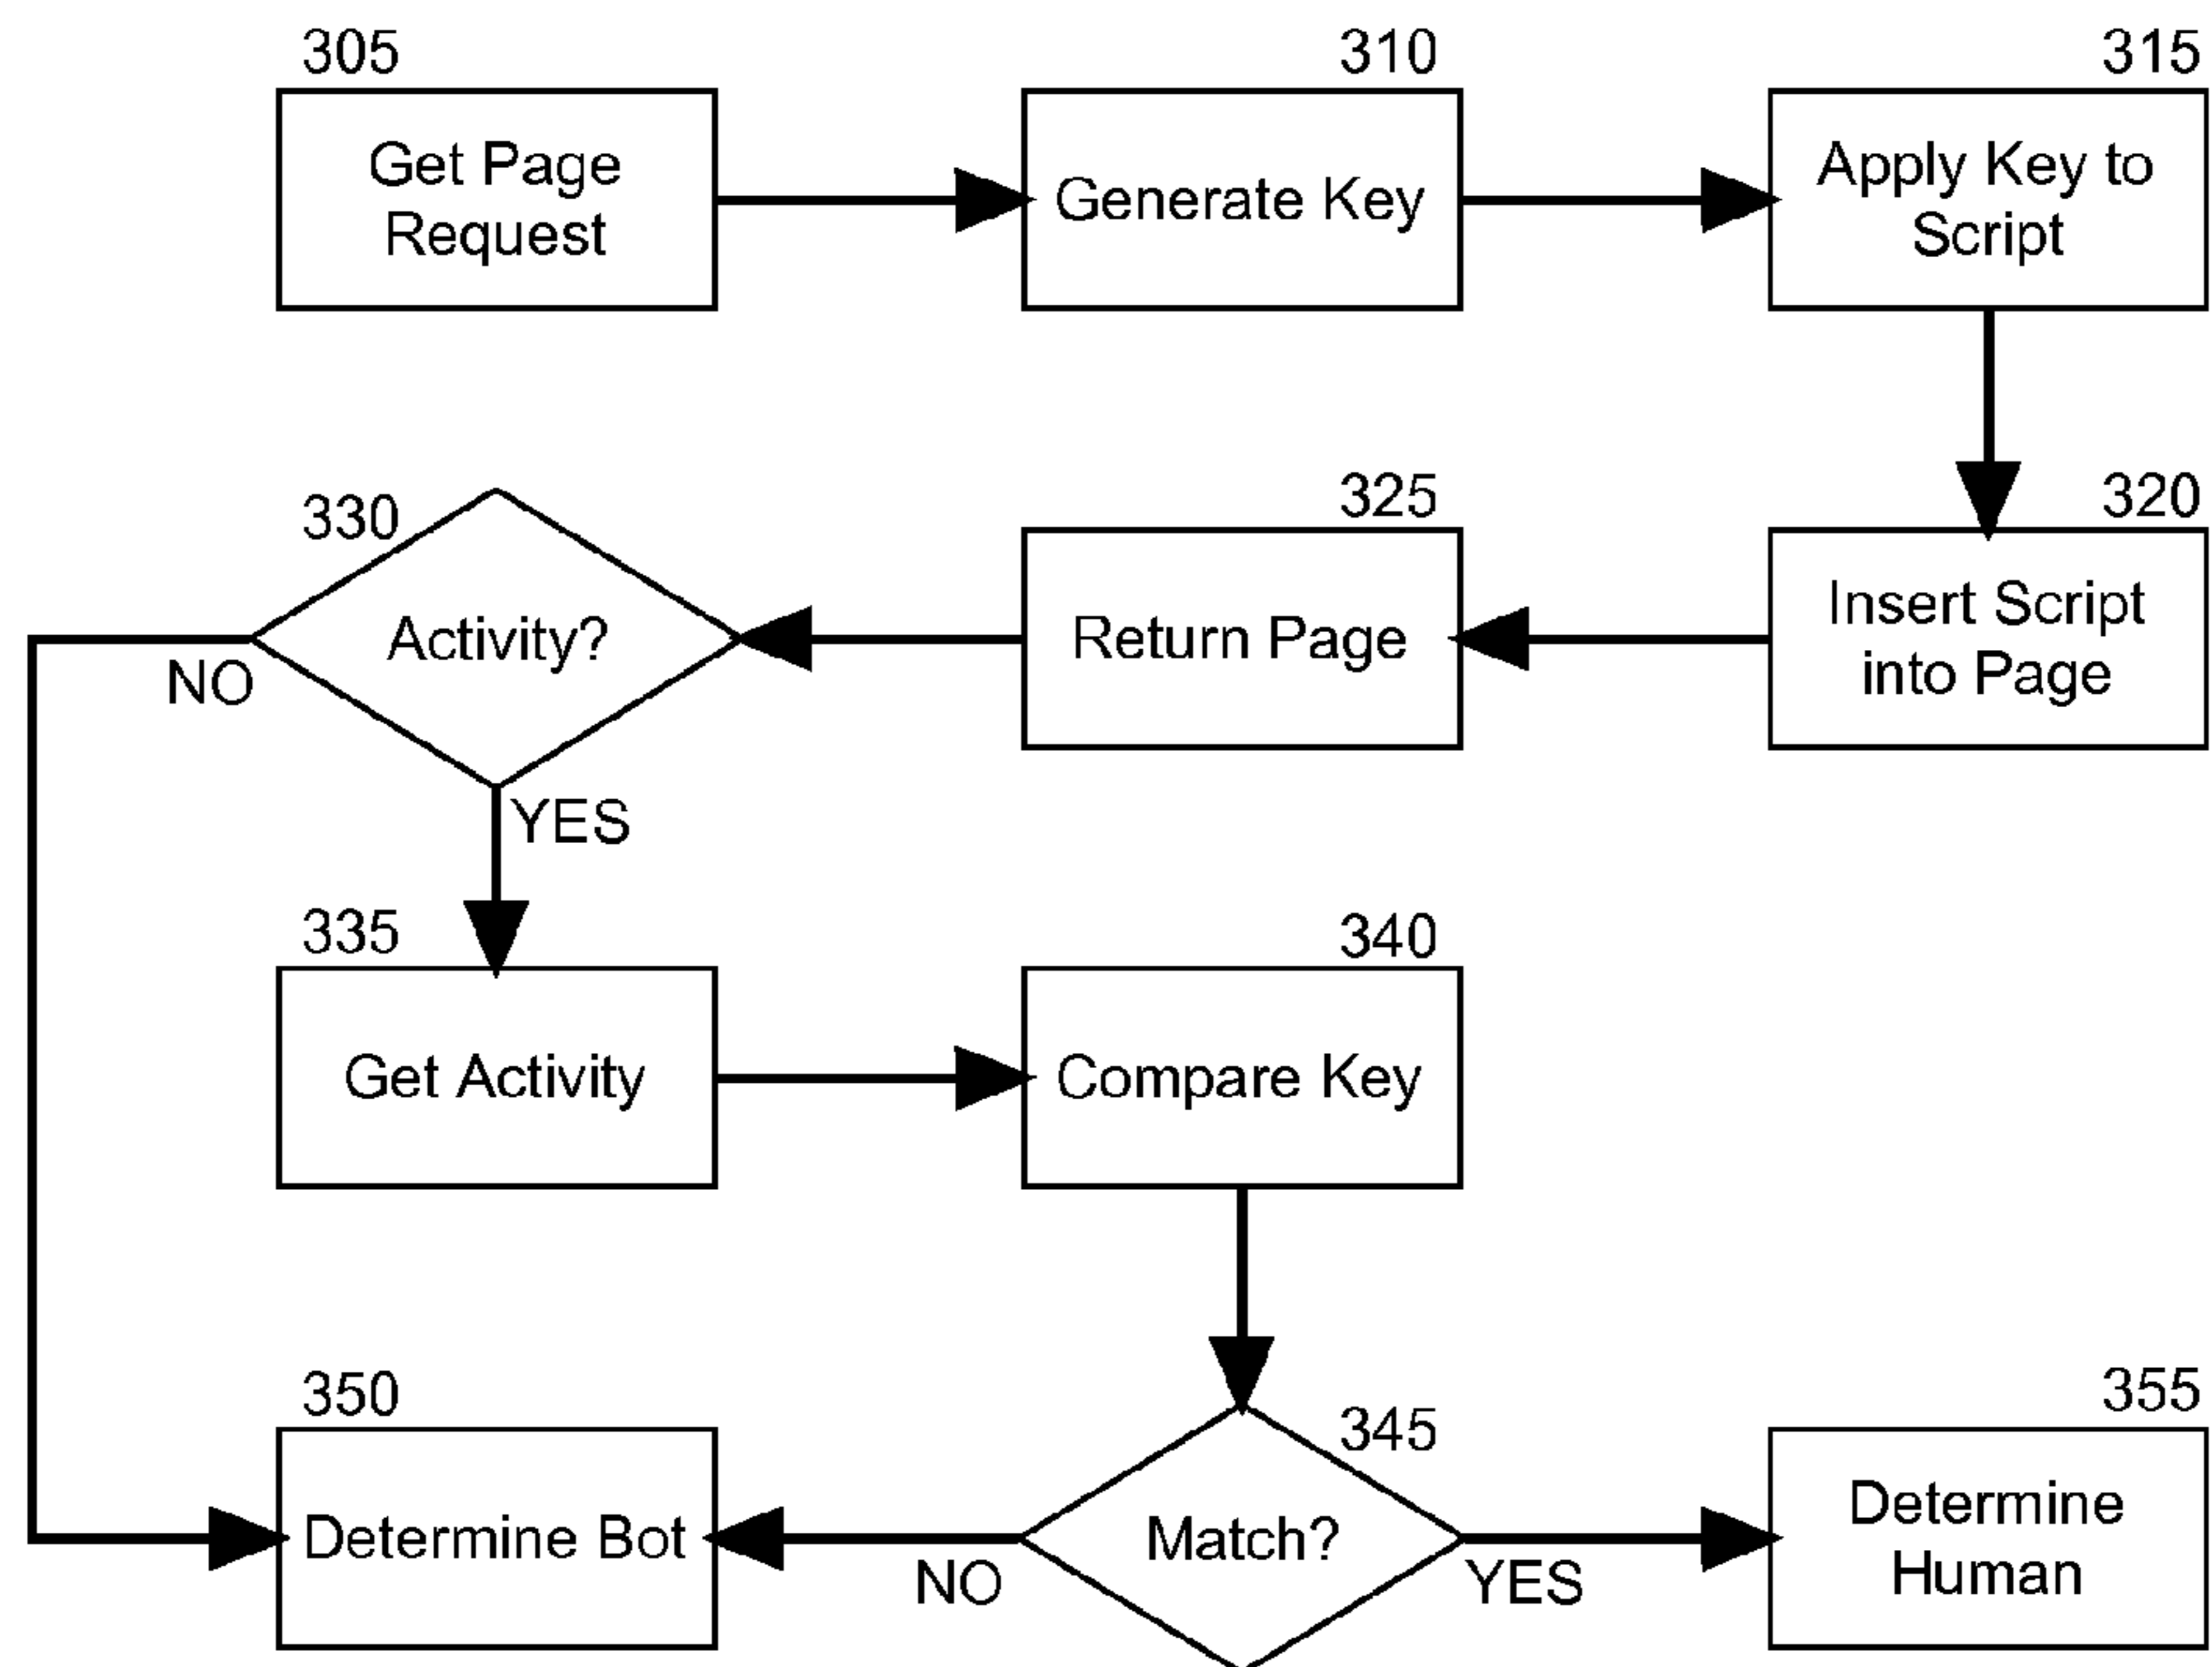 305
Get Page
Request
310
Generate Key
315
Apply Key to
Script
320
Insert Script
into Page
325
Return Page
330
Activity?
NO
YES
335
Get Activity
340
Compare Key
345
Match?
NO
YES
350
Determine Bot
355
Determine
Human